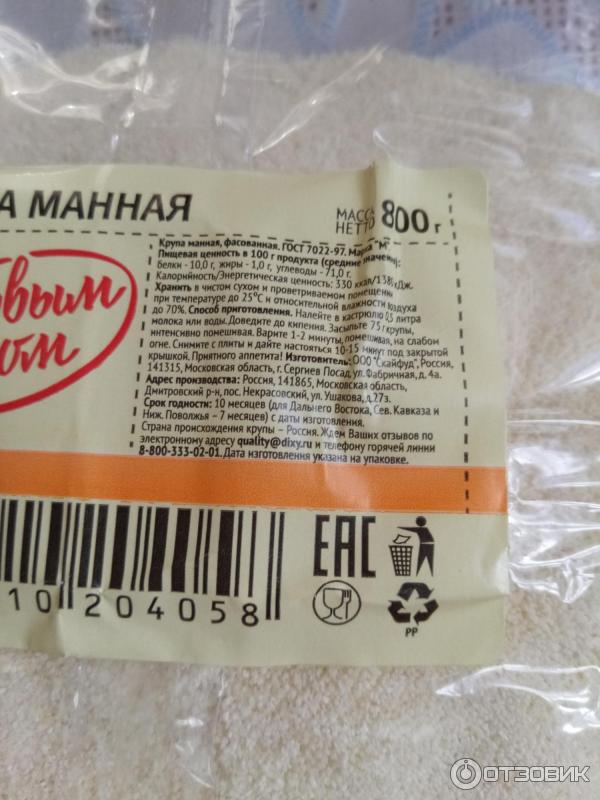 А МАННАЯ
МАССА
НЕТТО 800 г
Крупа манная, фасованная. ГОСТ 7022-97. Марка "М"
Пищевая ценность в 100 г продукта (средние значения):
Белки - 10,0 г, жиры - 1,0 г, углеводы - 71,0 г.
Калорийность/Энергетическая ценность: 330 ккал/1386кДж.
Хранить в чистом сухом и проветриваемом помещении
при температуре до 25°С и относительной влажности воздуха
до 70%. Способ приготовления. Налейте в кастрюлю 0,5 литра
молока или воды. Доведите до кипения. Засыпьте 75 г крупы,
интенсивно помешивая. Варите 1-2 минуты, помешивая, на слабом
огне. Снимите с плиты и дайте настояться 10-15 минут под закрытой
крышкой. Приятного аппетита! Изготовитель: ООО "Скайфуд", Россия,
141315, Московская область, г. Сергиев Посад, ул. Фабричная, д. 4а.
Адрес производства: Россия, 141865, Московская область,
Дмитровский р-н, пос. Некрасовский, ул. Ушакова, д.27з.
Срок годности: 10 месяцев (для Дальнего Востока, Сев. Кавказа и
Ниж. Поволжья – 7 месяцев) с даты изготовления.
Страна происхождения крупы – Россия. Ждем Ваших отзывов по
электронному адресу quality@dixy.ru и телефону горячей линии
8-800-333-02-01. Дата изготовления указана на упаковке.
вым
ом
10 204058
ЕАС
PP
ОТЗОВИК